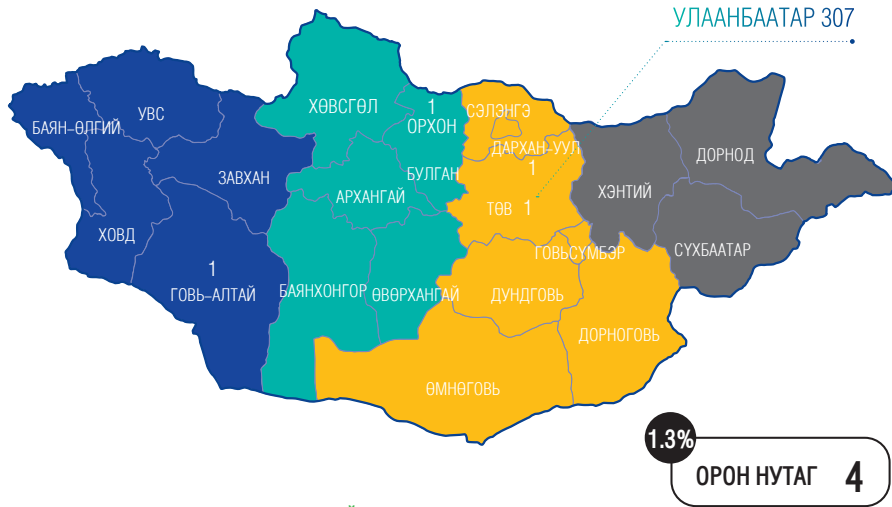 УЛААНБААТАР 307
ХӨВСГӨЛ
1
ОРХОН
СЭЛЭНГЭ
УВС
БАЯН-ӨЛГИЙ
ДАРХАН-УУЛ
1
ДОРНОД
ЗАВХАН
БУЛГАН
ХЭНТИЙ
АРХАНГАЙ
ТӨВ 1
ХОВД
ГОВЬСҮМБЭР
СҮХБААТАР
1
ГОВЬ-АЛТАЙ
БАЯНХОНГОР
ӨВӨРХАНГАЙ
ДУНДГОВЬ
ДОРНОГОВЬ
ӨМНӨГОВЬ
1.3%
ОРОН НУТАГ 4